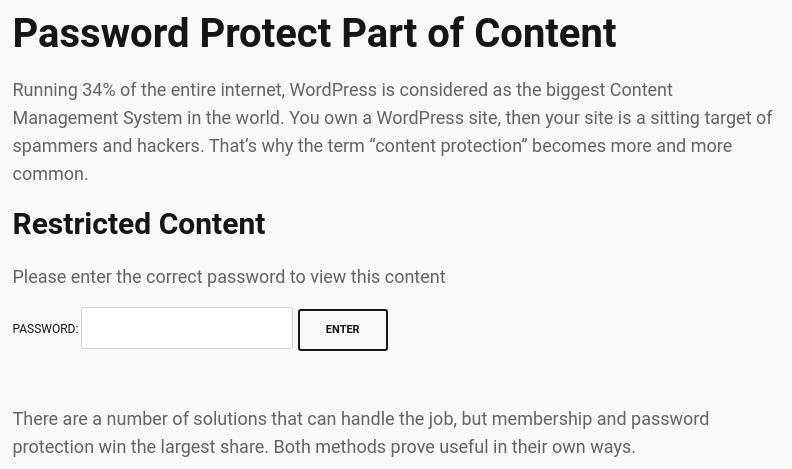 Password Protect Part of Content
Running 34% of the entire internet, WordPress is considered as the biggest Content
Management System in the world. You own a WordPress site, then your site is a sitting target of
spammers and hackers. That’s why the term “content protection” becomes more and more
common.
Restricted Content
Please enter the correct password to view this content
PASSWORD: ENTER
There are a number of solutions that can handle the job, but membership and password
protection win the largest share. Both methods prove useful in their own ways.